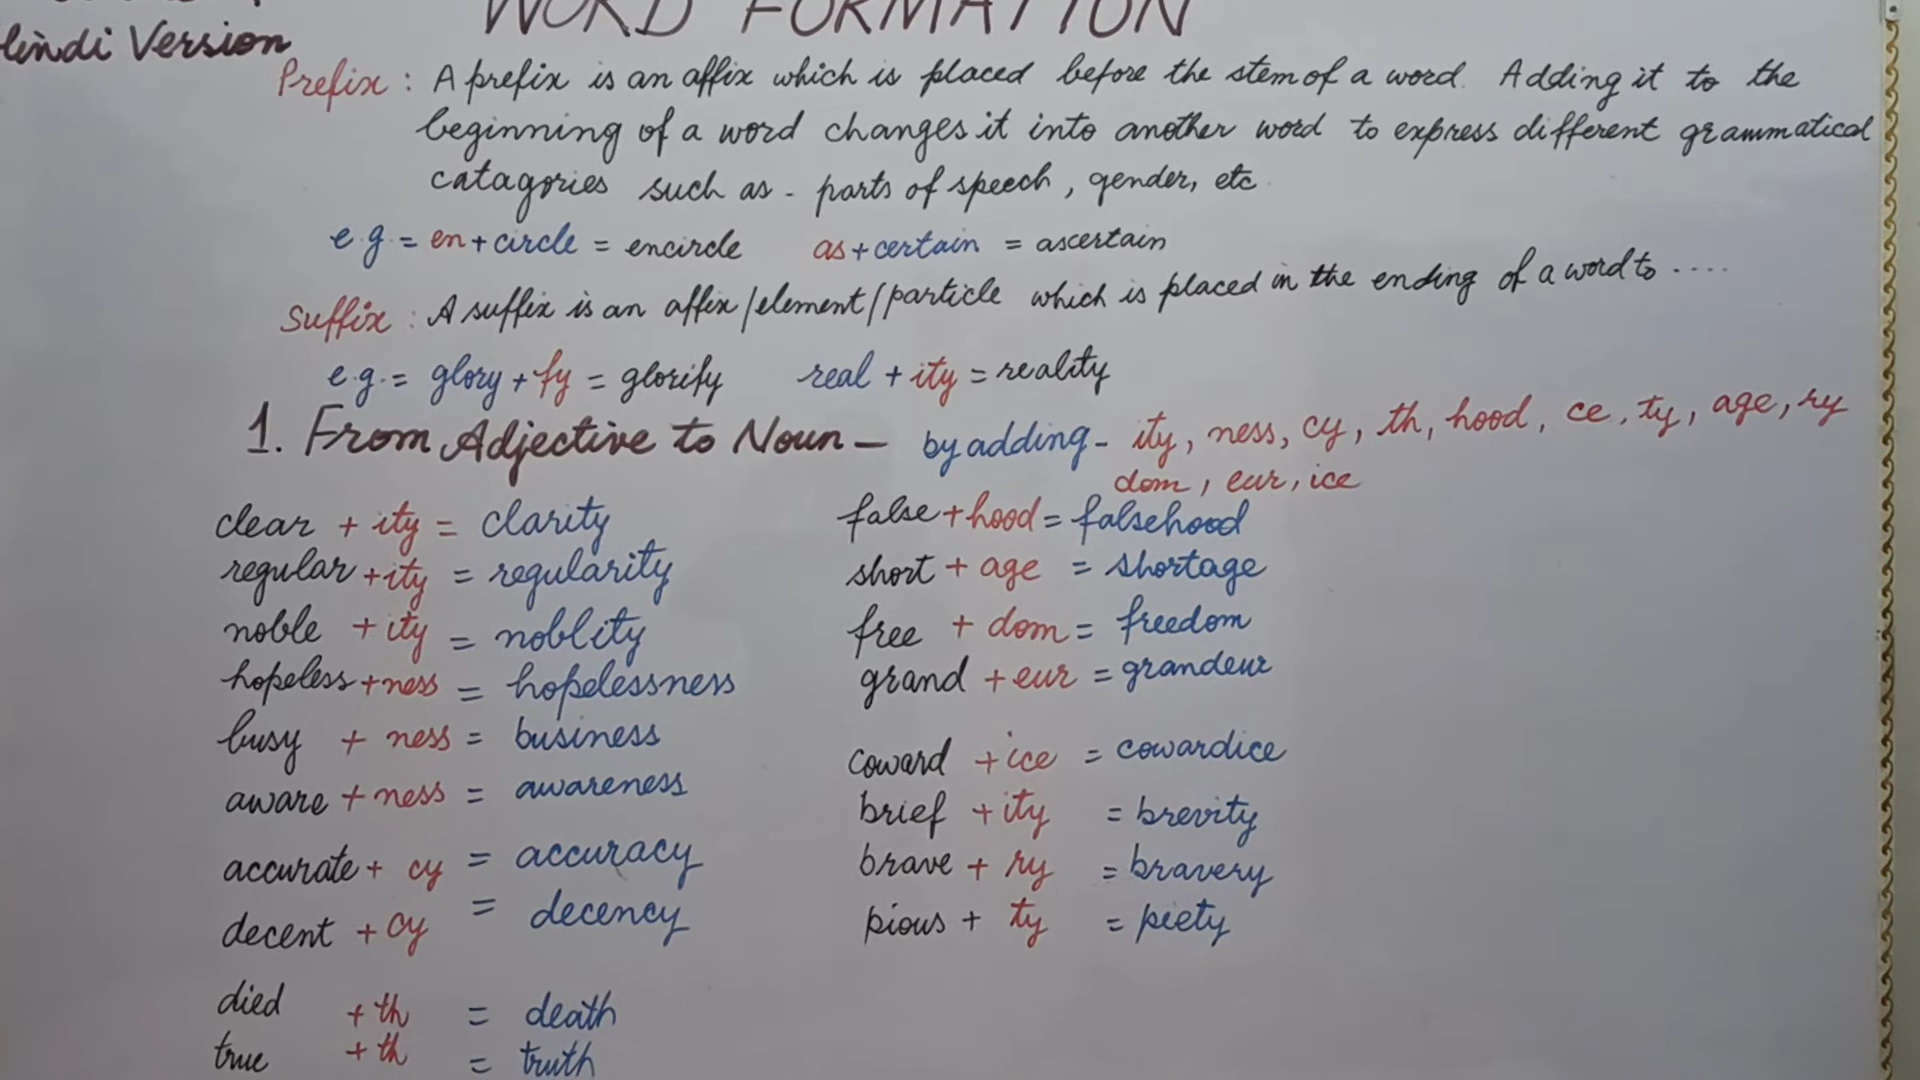 WORD FORMATION
Hindi Version
Prefix : A prefix is an affix which is placed before the stem of a word. Adding it to the
beginning of a word changes it into another word to express different grammatical
catagories such as - parts of speech, gender, etc
e.g = en + circle = encircle as + certain = ascertain
Suffix : A suffix is an affix/element/particle which is placed in the ending of a word to ....
e.g. = glory + fy = glorify real + ity = reality
1. From Adjective to Noun - by adding - ity, ness, cy, th, hood, ce, ty, age, ry
dom, eur, ice
clear + ity = clarity
regular + ity = regularity
noble + ity = noblity
hopeless + ness = hopelessness
busy + ness = business
aware + ness = awareness
accurate + cy = accuracy
decent + cy = decency
died + th = death
true + th = truth
false + hood = falsehood
short + age = shortage
free + dom = freedom
grand + eur = grandeur
coward + ice = cowardice
brief + ity = brevity
brave + ry = bravery
pious + ty = piety